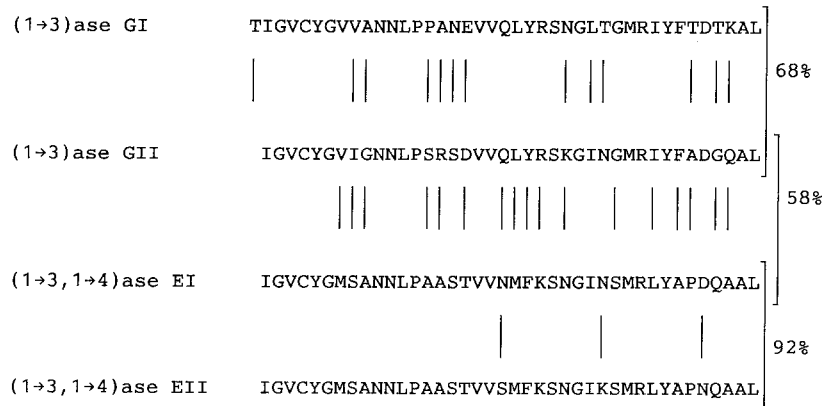 (1→3)ase GI TIGVCYGVVANNLPPANEVVQLYRSNGLTGMRIYFTDTKAL
68%
(1→3)ase GII IGVCYGVIGNNLPSRSDVVQLYRSKGINGMRIYFADGQAL
58%
(1→3,1→4)ase EI IGVCYGMSANNLPAASTVVNMFKSNGINSMRLYAPDQAAL
92%
(1→3,1→4)ase EII IGVCYGMSANNLPAASTVVSMFKSNGIKSMRLYAPNQAAL